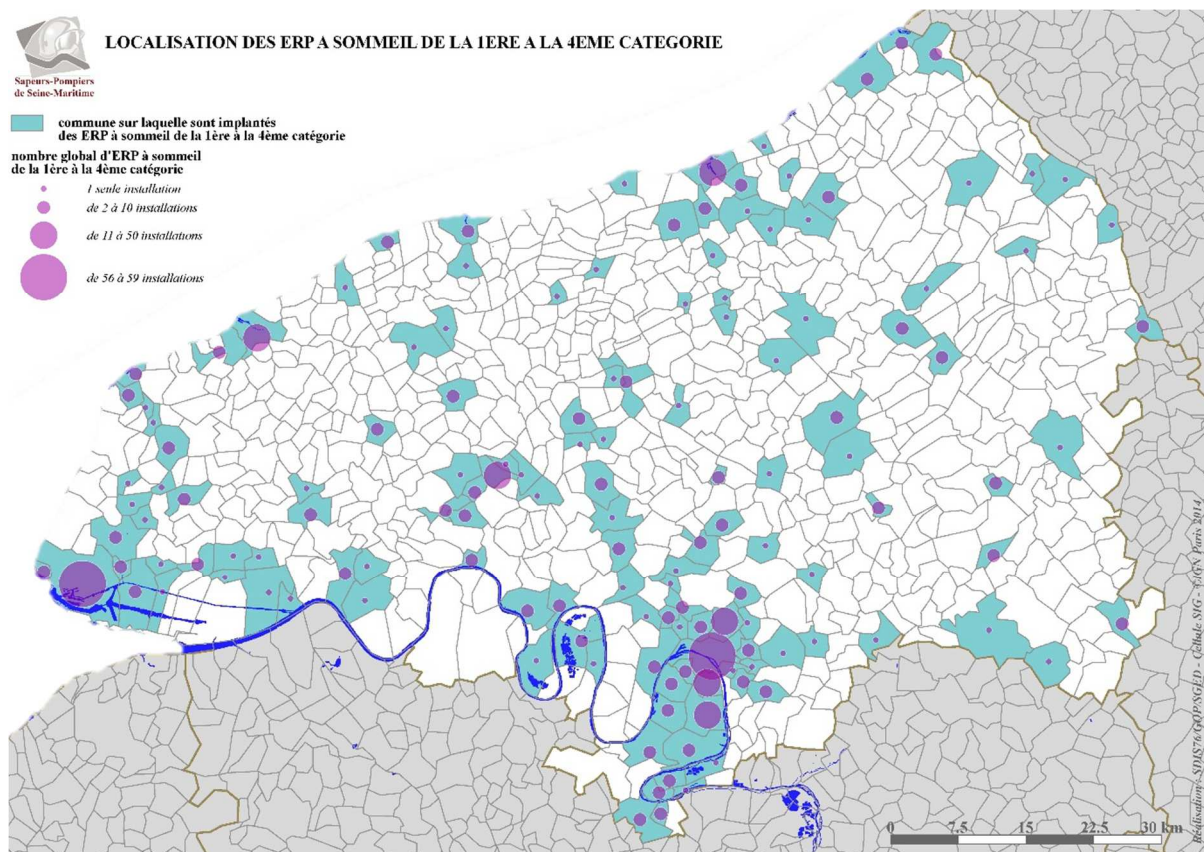 LOCALISATION DES ERP A SOMMEIL DE LA 1ERE A LA 4EME CATEGORIE
Sapeurs-Pompiers
de Seine-Maritime
commune sur laquelle sont implantés
des ERP à sommeil de la 1ère à la 4ème catégorie
nombre global d'ERP à sommeil
de la 1ère à la 4ème catégorie
1 seule installation
de 2 à 10 installations
de 11 à 50 installations
de 56 à 59 installations
0 7.5 15 22.5 30 km
Réalisation : SDIS76/GOP/SGED - Cellule SIG - IGN Paris 2014